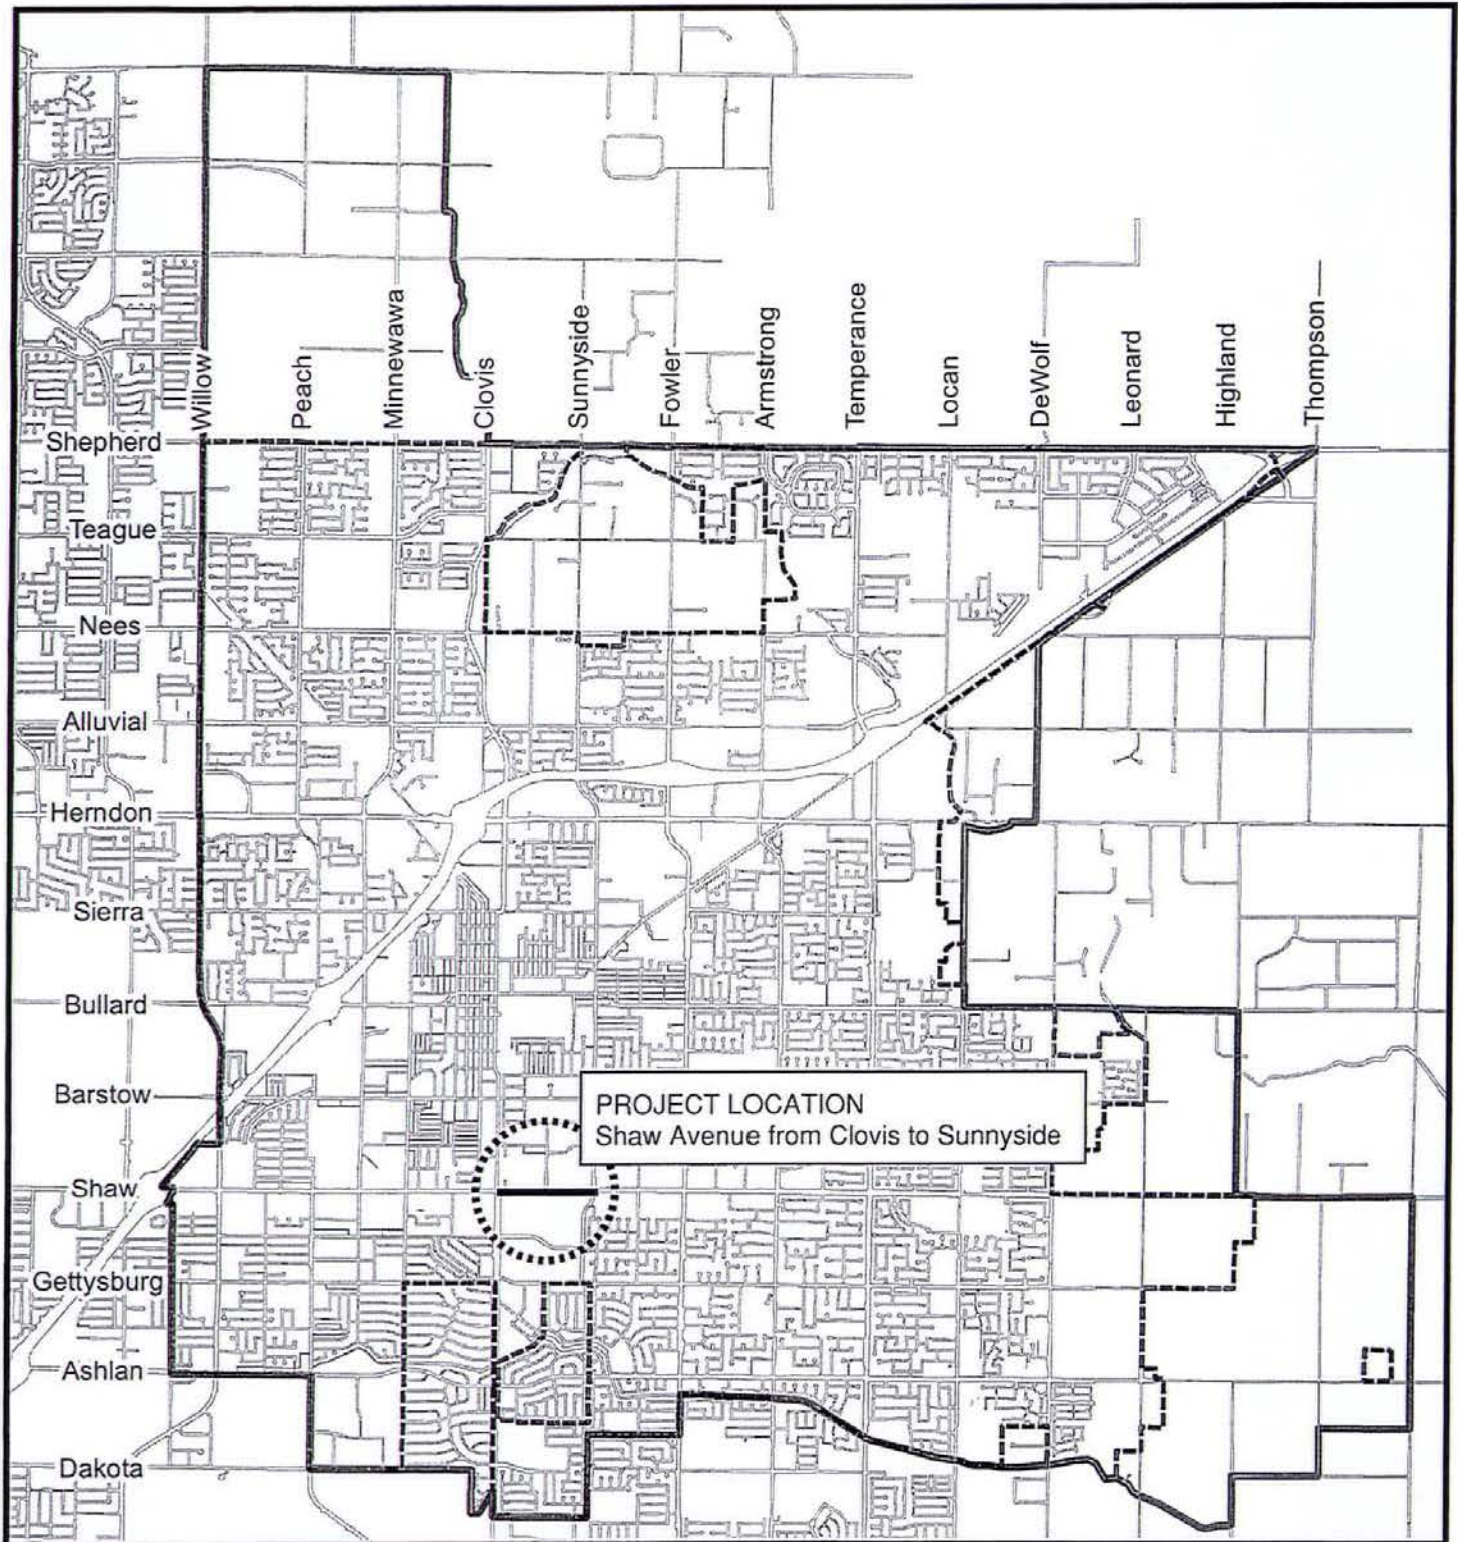 Willow
Peach
Minnewawa
Clovis
Sunnyside
Fowler
Armstrong
Temperance
Locan
DeWolf
Leonard
Highland
Thompson
Shepherd
Teague
Nees
Alluvial
Herndon
Sierra
Bullard
Barstow
PROJECT LOCATION
Shaw Avenue from Clovis to Sunnyside
Shaw
Gettysburg
Ashlan
Dakota